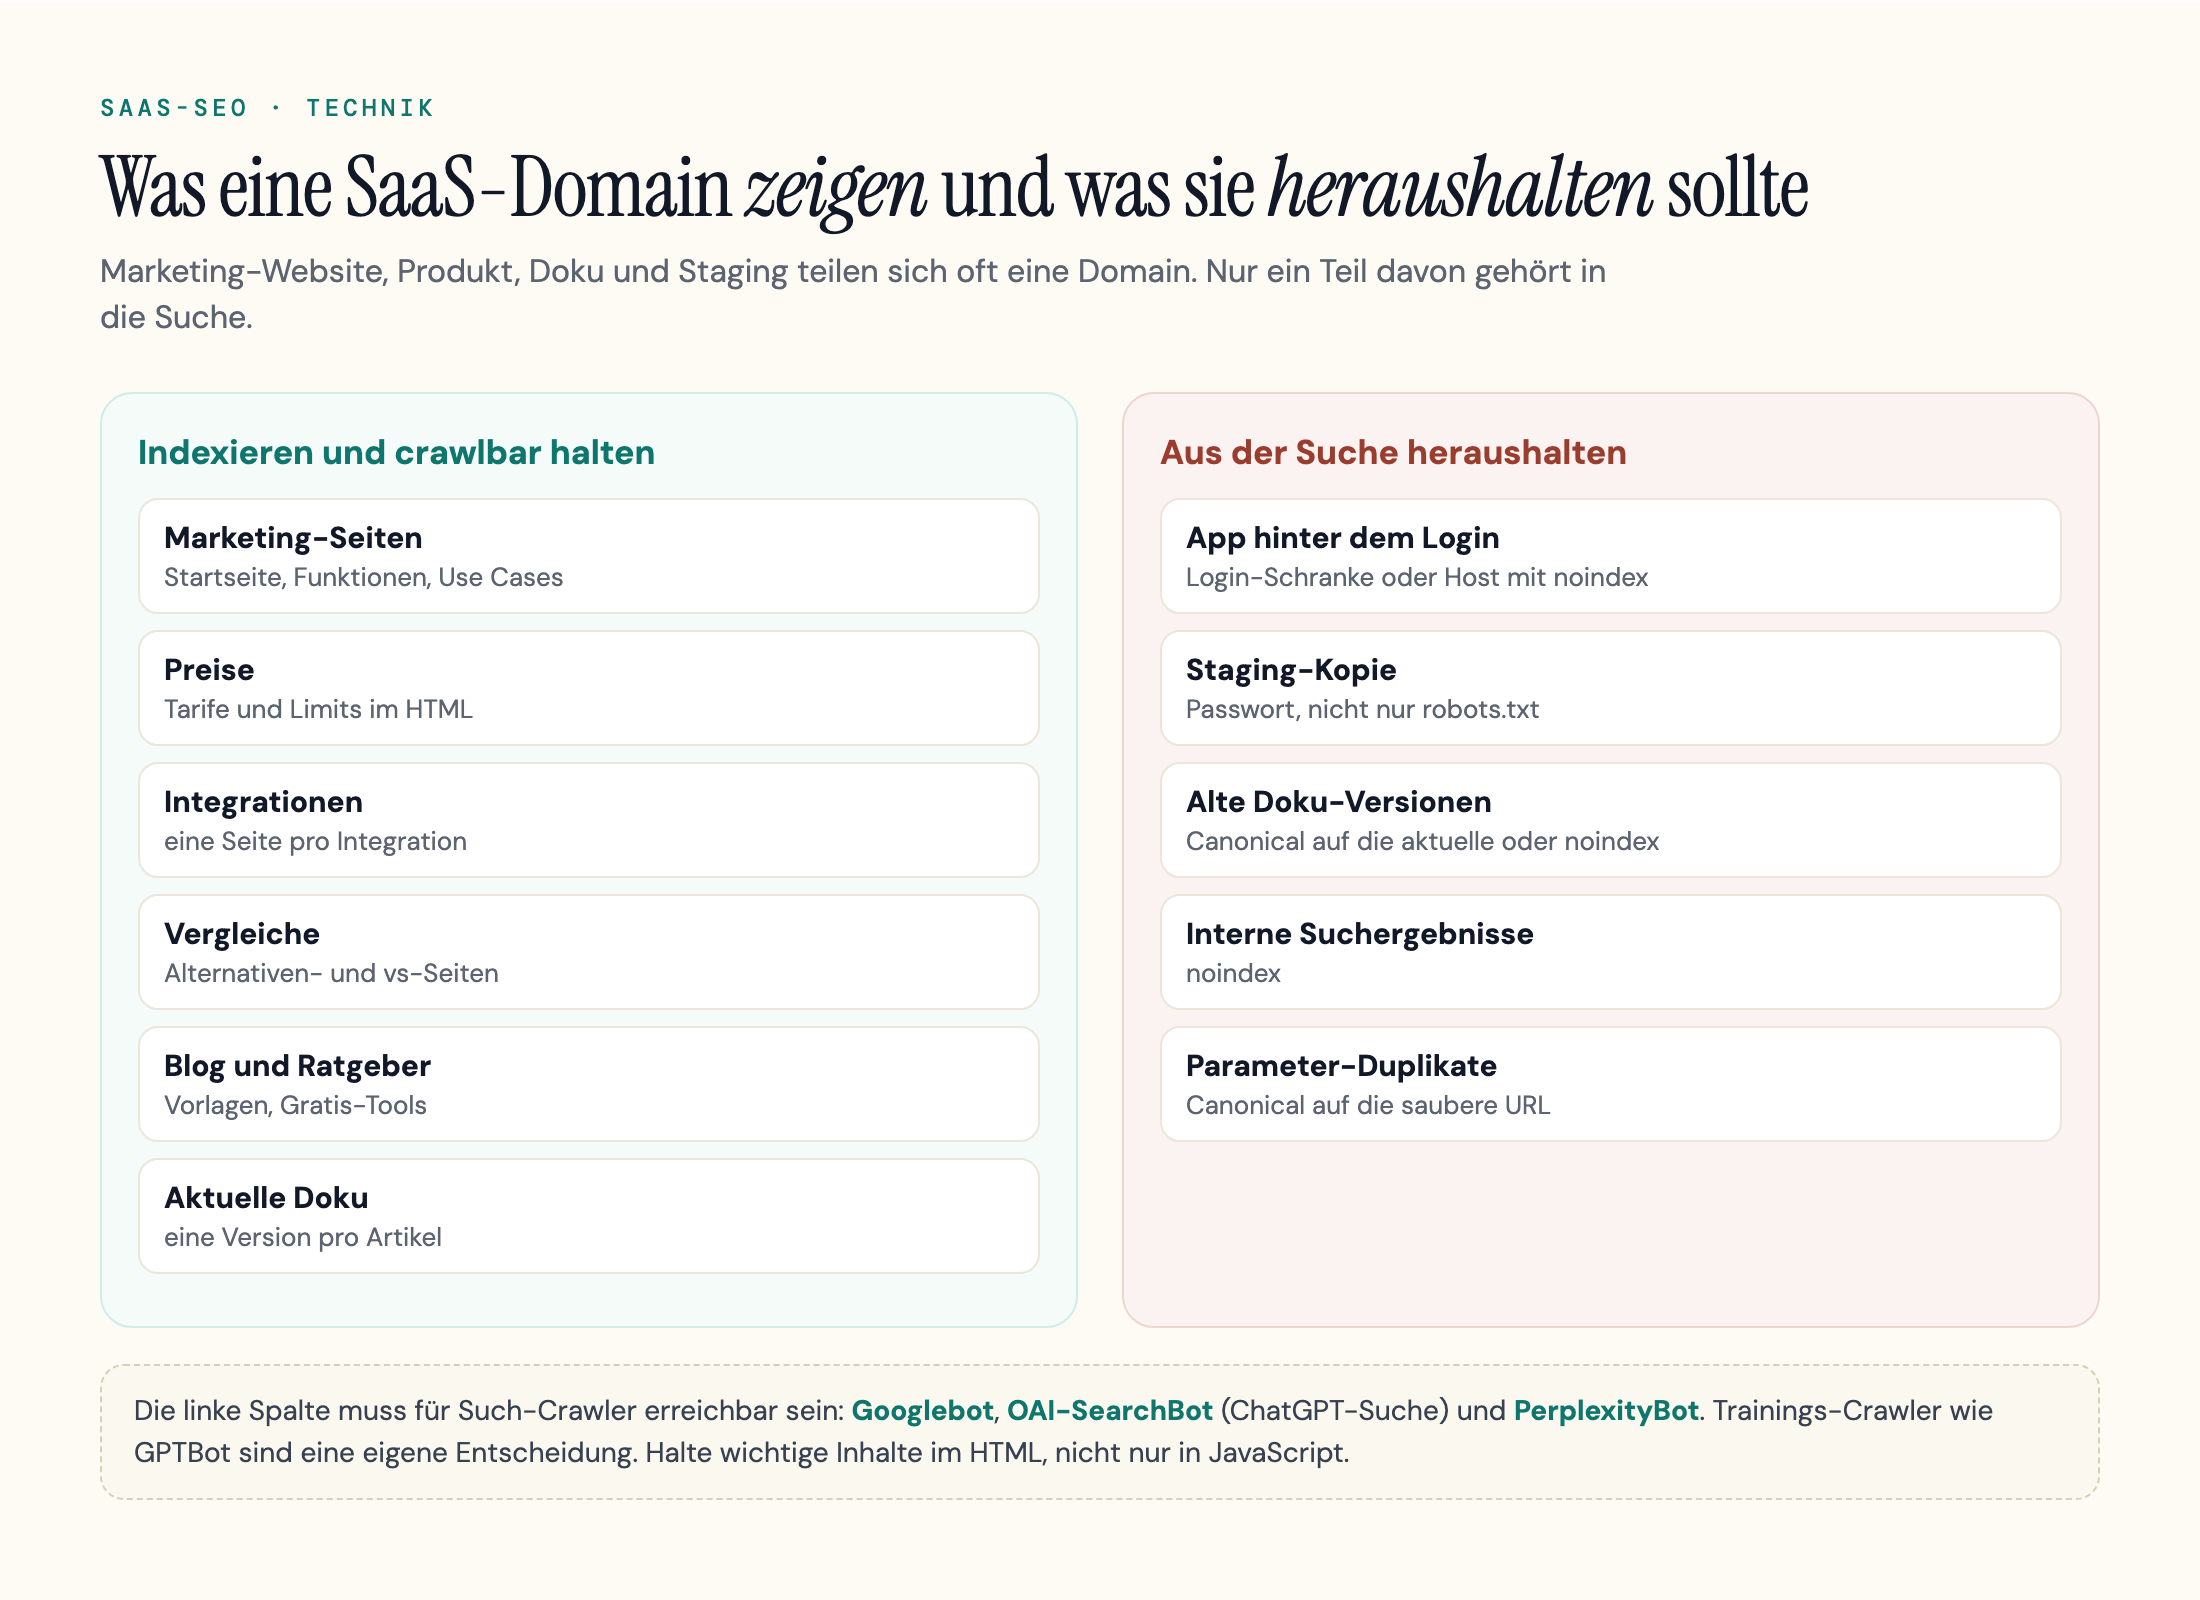 SAAS-SEO · TECHNIK
Was eine SaaS-Domain zeigen und was sie heraushalten sollte
Marketing-Website, Produkt, Doku und Staging teilen sich oft eine Domain. Nur ein Teil davon gehört in
die Suche.
Indexieren und crawlbar halten
Marketing-Seiten
Startseite, Funktionen, Use Cases
Preise
Tarife und Limits im HTML
Integrationen
eine Seite pro Integration
Vergleiche
Alternativen- und vs-Seiten
Blog und Ratgeber
Vorlagen, Gratis-Tools
Aktuelle Doku
eine Version pro Artikel
Aus der Suche heraushalten
App hinter dem Login
Login-Schranke oder Host mit noindex
Staging-Kopie
Passwort, nicht nur robots.txt
Alte Doku-Versionen
Canonical auf die aktuelle oder noindex
Interne Suchergebnisse
noindex
Parameter-Duplikate
Canonical auf die saubere URL
Die linke Spalte muss für Such-Crawler erreichbar sein: Googlebot, OAI-SearchBot (ChatGPT-Suche) und PerplexityBot. Trainings-Crawler wie
GPTBot sind eine eigene Entscheidung. Halte wichtige Inhalte im HTML, nicht nur in JavaScript.